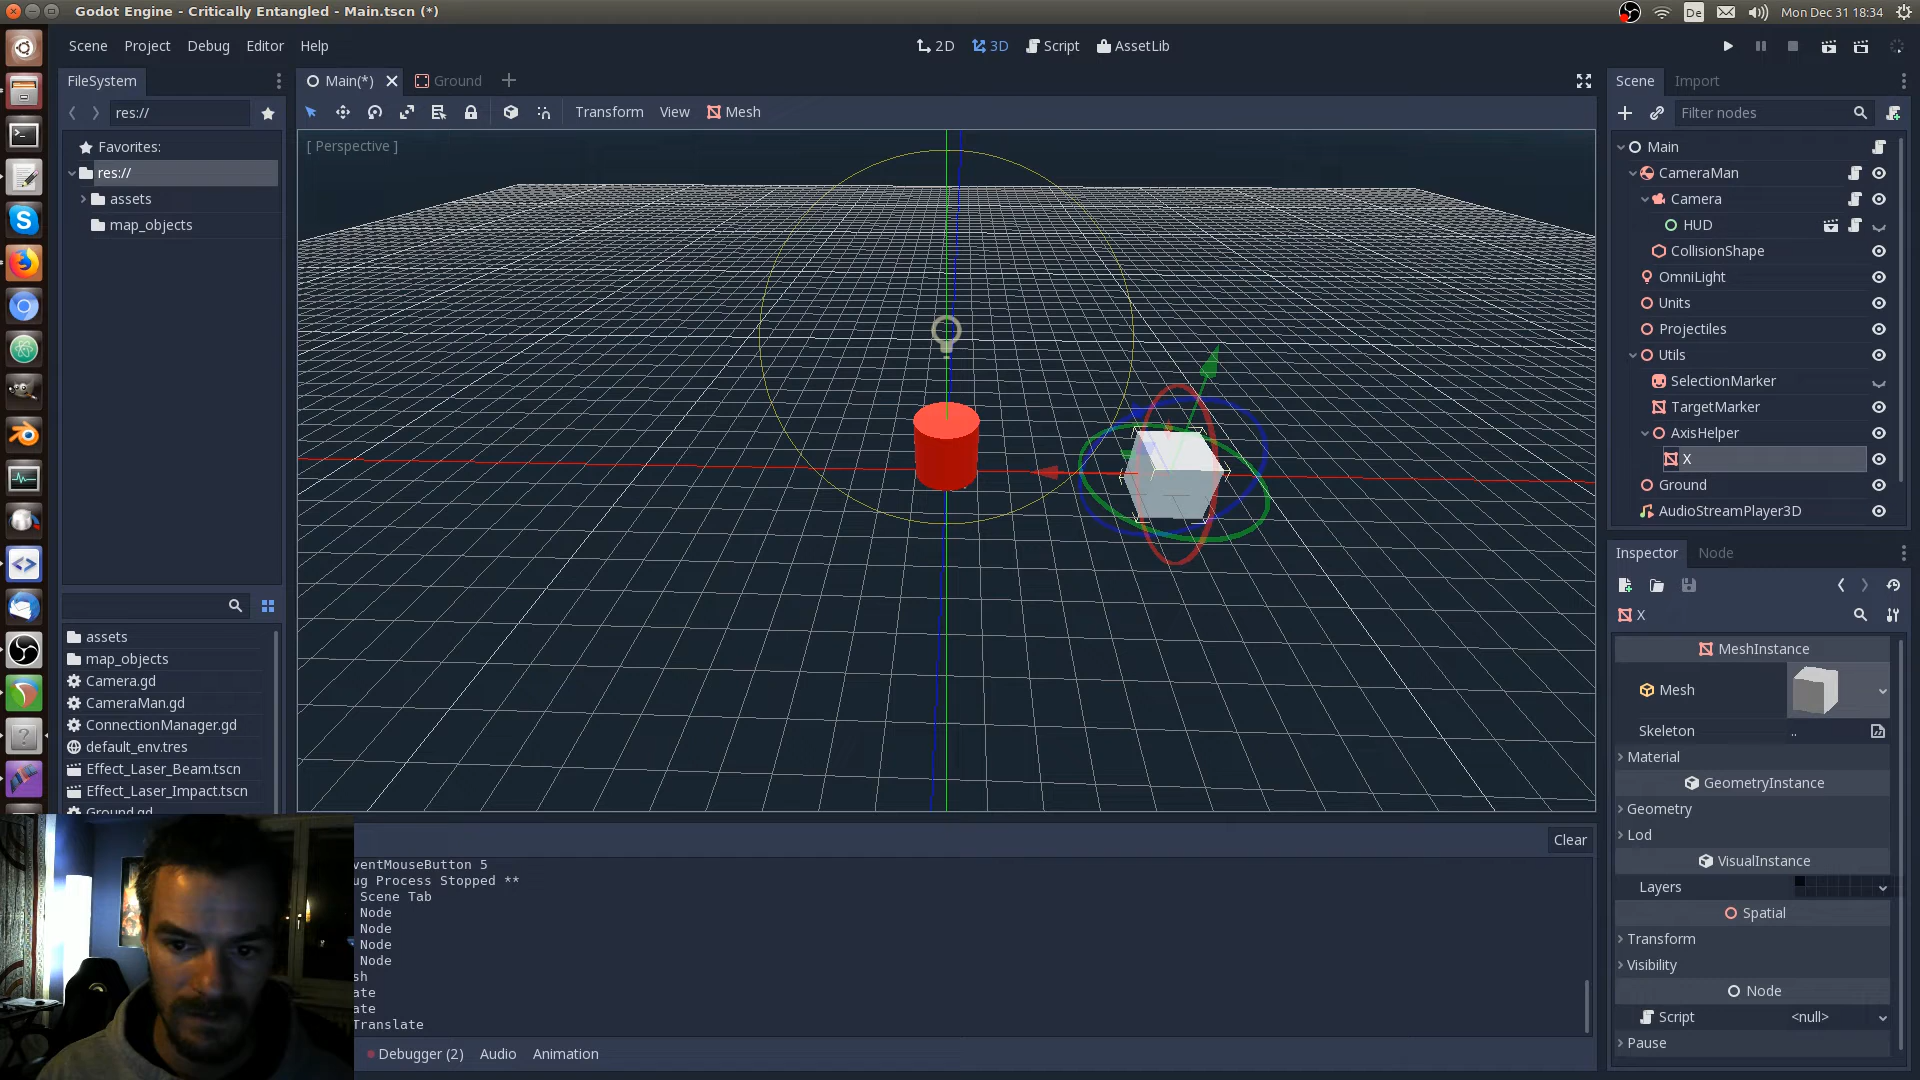 Godot Engine - Critically Entangled - Main.tscn (*)
De
Mon Dec 31 18:34
Scene
Project
Debug
Editor
Help
2D
3D
Script
AssetLib
FileSystem
res://
Favorites:
res://
assets
map_objects
assets
map_objects
Camera.gd
CameraMan.gd
ConnectionManager.gd
default_env.tres
Effect_Laser_Beam.tscn
Effect_Laser_Impact.tscn
Ground.gd
Main(*)
Ground
Transform
View
Mesh
[ Perspective ]
Clear
ventMouseButton 5
ug Process Stopped **
Scene Tab
Node
Node
Node
Node
sh
ate
ate
Translate
Debugger (2)
Audio
Animation
Scene
Import
Filter nodes
Main
CameraMan
Camera
HUD
CollisionShape
OmniLight
Units
Projectiles
Utils
SelectionMarker
TargetMarker
AxisHelper
X
Ground
AudioStreamPlayer3D
Inspector
Node
X
MeshInstance
Mesh
Skeleton
..
Material
GeometryInstance
Geometry
Lod
VisualInstance
Layers
Spatial
Transform
Visibility
Node
Script
<null>
Pause